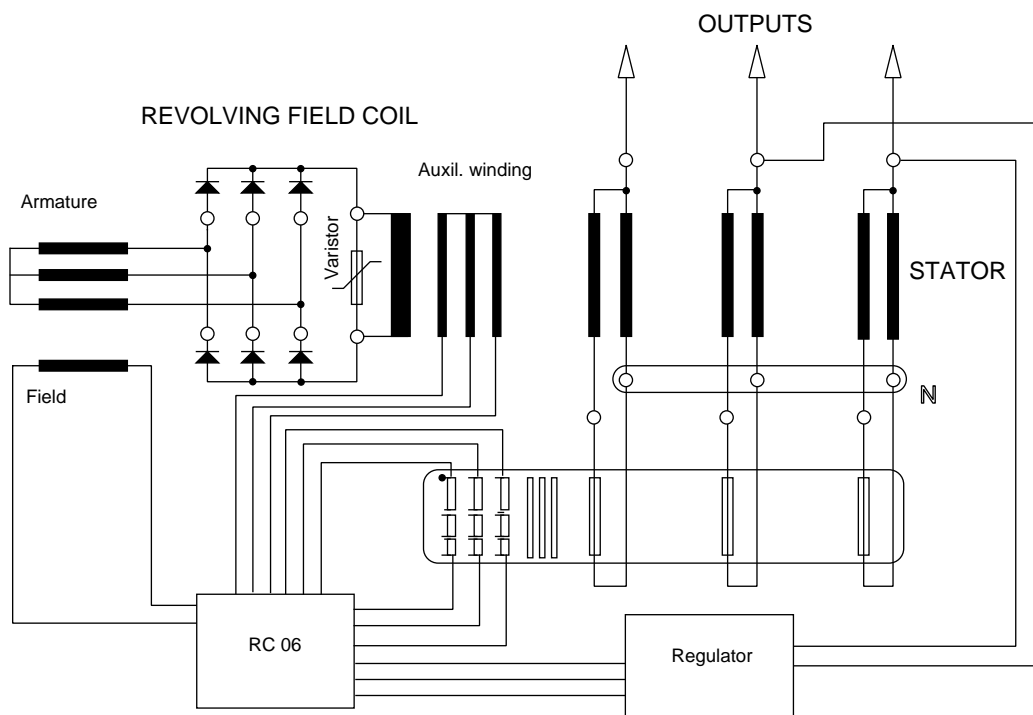 OUTPUTS
REVOLVING FIELD COIL
Auxil. winding
Armature
Varistor
STATOR
Field
N
RC 06
Regulator